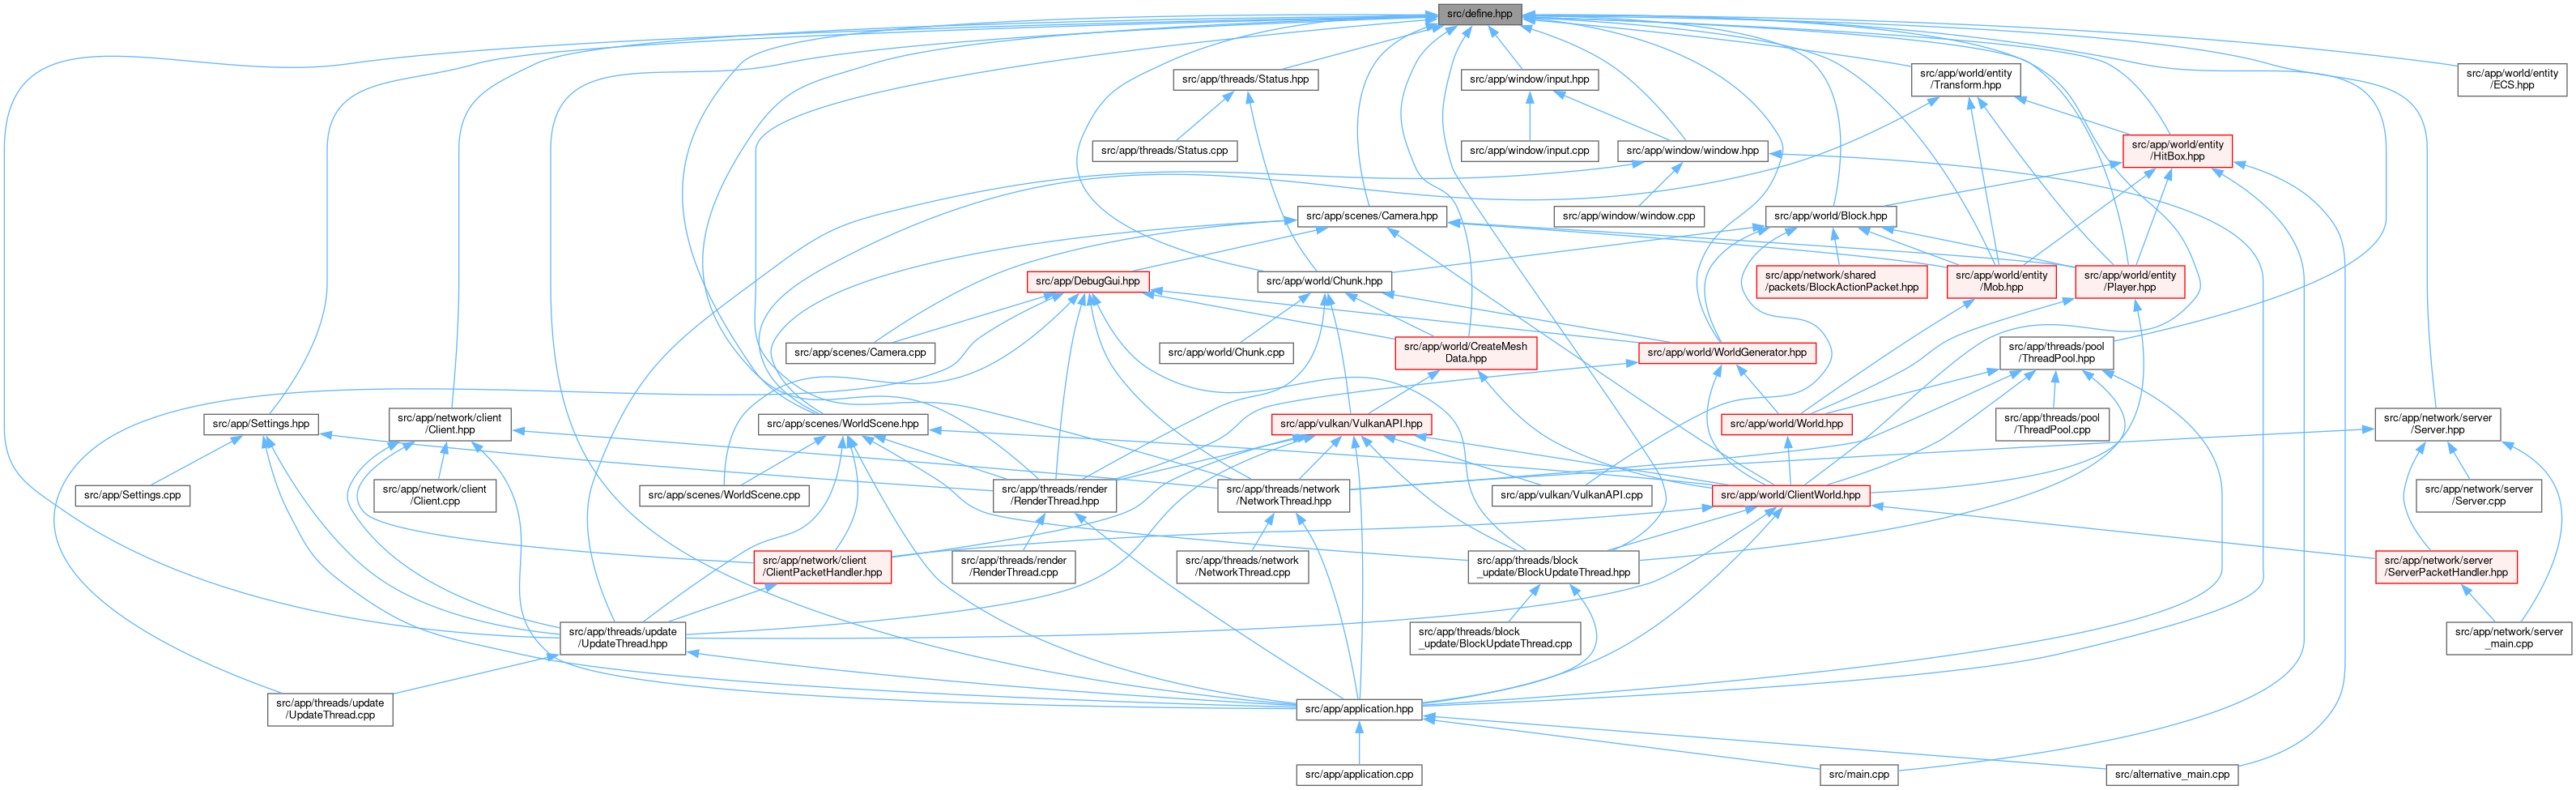 src/define.hpp
src/app/threads/Status.hpp
src/app/window/input.hpp
src/app/world/entity
/Transform.hpp
src/app/world/entity
/ECS.hpp
src/app/threads/Status.cpp
src/app/window/input.cpp
src/app/window/window.hpp
src/app/world/entity
/HitBox.hpp
src/app/scenes/Camera.hpp
src/app/window/window.cpp
src/app/world/Block.hpp
src/app/DebugGui.hpp
src/app/world/Chunk.hpp
src/app/network/shared
/packets/BlockActionPacket.hpp
src/app/world/entity
/Mob.hpp
src/app/world/entity
/Player.hpp
src/app/scenes/Camera.cpp
src/app/world/Chunk.cpp
src/app/world/CreateMesh
Data.hpp
src/app/world/WorldGenerator.hpp
src/app/threads/pool
/ThreadPool.hpp
src/app/Settings.hpp
src/app/network/client
/Client.hpp
src/app/scenes/WorldScene.hpp
src/app/vulkan/VulkanAPI.hpp
src/app/world/World.hpp
src/app/threads/pool
/ThreadPool.cpp
src/app/network/server
/Server.hpp
src/app/Settings.cpp
src/app/network/client
/Client.cpp
src/app/scenes/WorldScene.cpp
src/app/threads/render
/RenderThread.hpp
src/app/threads/network
/NetworkThread.hpp
src/app/vulkan/VulkanAPI.cpp
src/app/world/ClientWorld.hpp
src/app/network/server
/Server.cpp
src/app/network/client
/ClientPacketHandler.hpp
src/app/threads/render
/RenderThread.cpp
src/app/threads/network
/NetworkThread.cpp
src/app/threads/block
_update/BlockUpdateThread.hpp
src/app/network/server
/ServerPacketHandler.hpp
src/app/threads/update
/UpdateThread.hpp
src/app/threads/block
_update/BlockUpdateThread.cpp
src/app/network/server
_main.cpp
src/app/threads/update
/UpdateThread.cpp
src/app/application.hpp
src/app/application.cpp
src/main.cpp
src/alternative_main.cpp